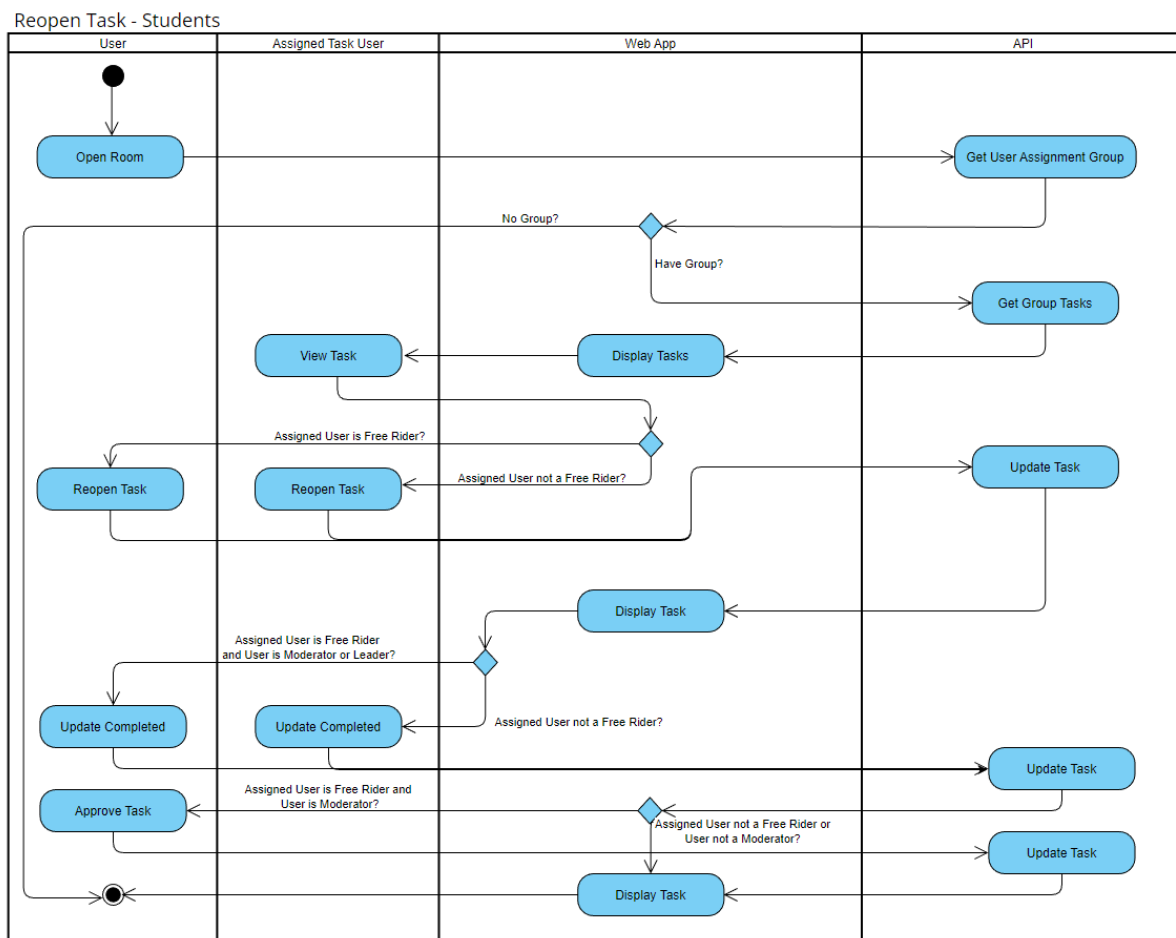 Reopen Task - Students
User
Assigned Task User
Web App
API
Open Room
Get User Assignment Group
No Group?
Have Group?
Get Group Tasks
View Task
Display Tasks
Assigned User is Free Rider?
Assigned User not a Free Rider?
Reopen Task
Reopen Task
Update Task
Display Task
Assigned User is Free Rider
and User is Moderator or Leader?
Assigned User not a Free Rider?
Update Completed
Update Completed
Update Task
Assigned User is Free Rider and
User is Moderator?
Approve Task
Assigned User not a Free Rider or
User not a Moderator?
Update Task
Display Task